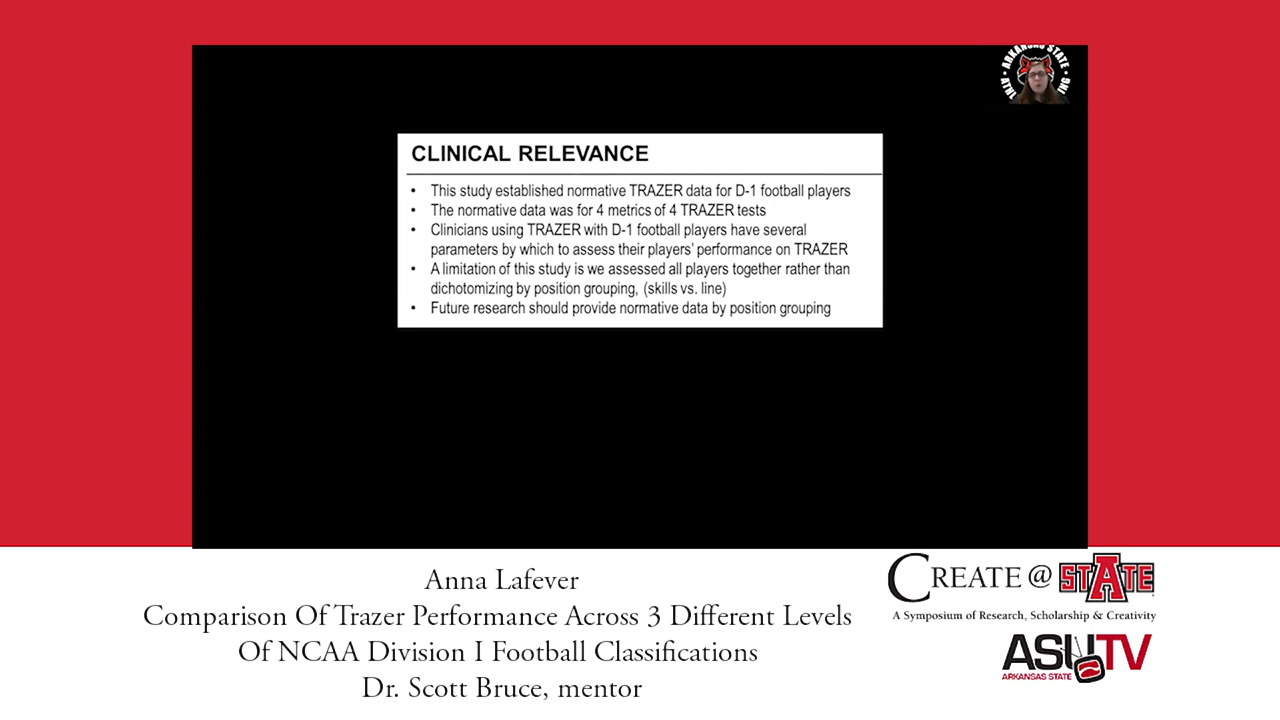 ARKANSAS STATE
CLINICAL RELEVANCE
• This study established normative TRAZER data for D-1 football players
• The normative data was for 4 metrics of 4 TRAZER tests
• Clinicians using TRAZER with D-1 football players have several
parameters by which to assess their players' performance on TRAZER
• A limitation of this study is we assessed all players together rather than
dichotomizing by position grouping, (skills vs. line)
• Future research should provide normative data by position grouping
Anna Lafever
Comparison Of Trazer Performance Across 3 Different Levels
Of NCAA Division I Football Classifications
Dr. Scott Bruce, mentor
CREATE @ STATE
A Symposium of Research, Scholarship & Creativity
ASUTV
ARKANSAS STATE